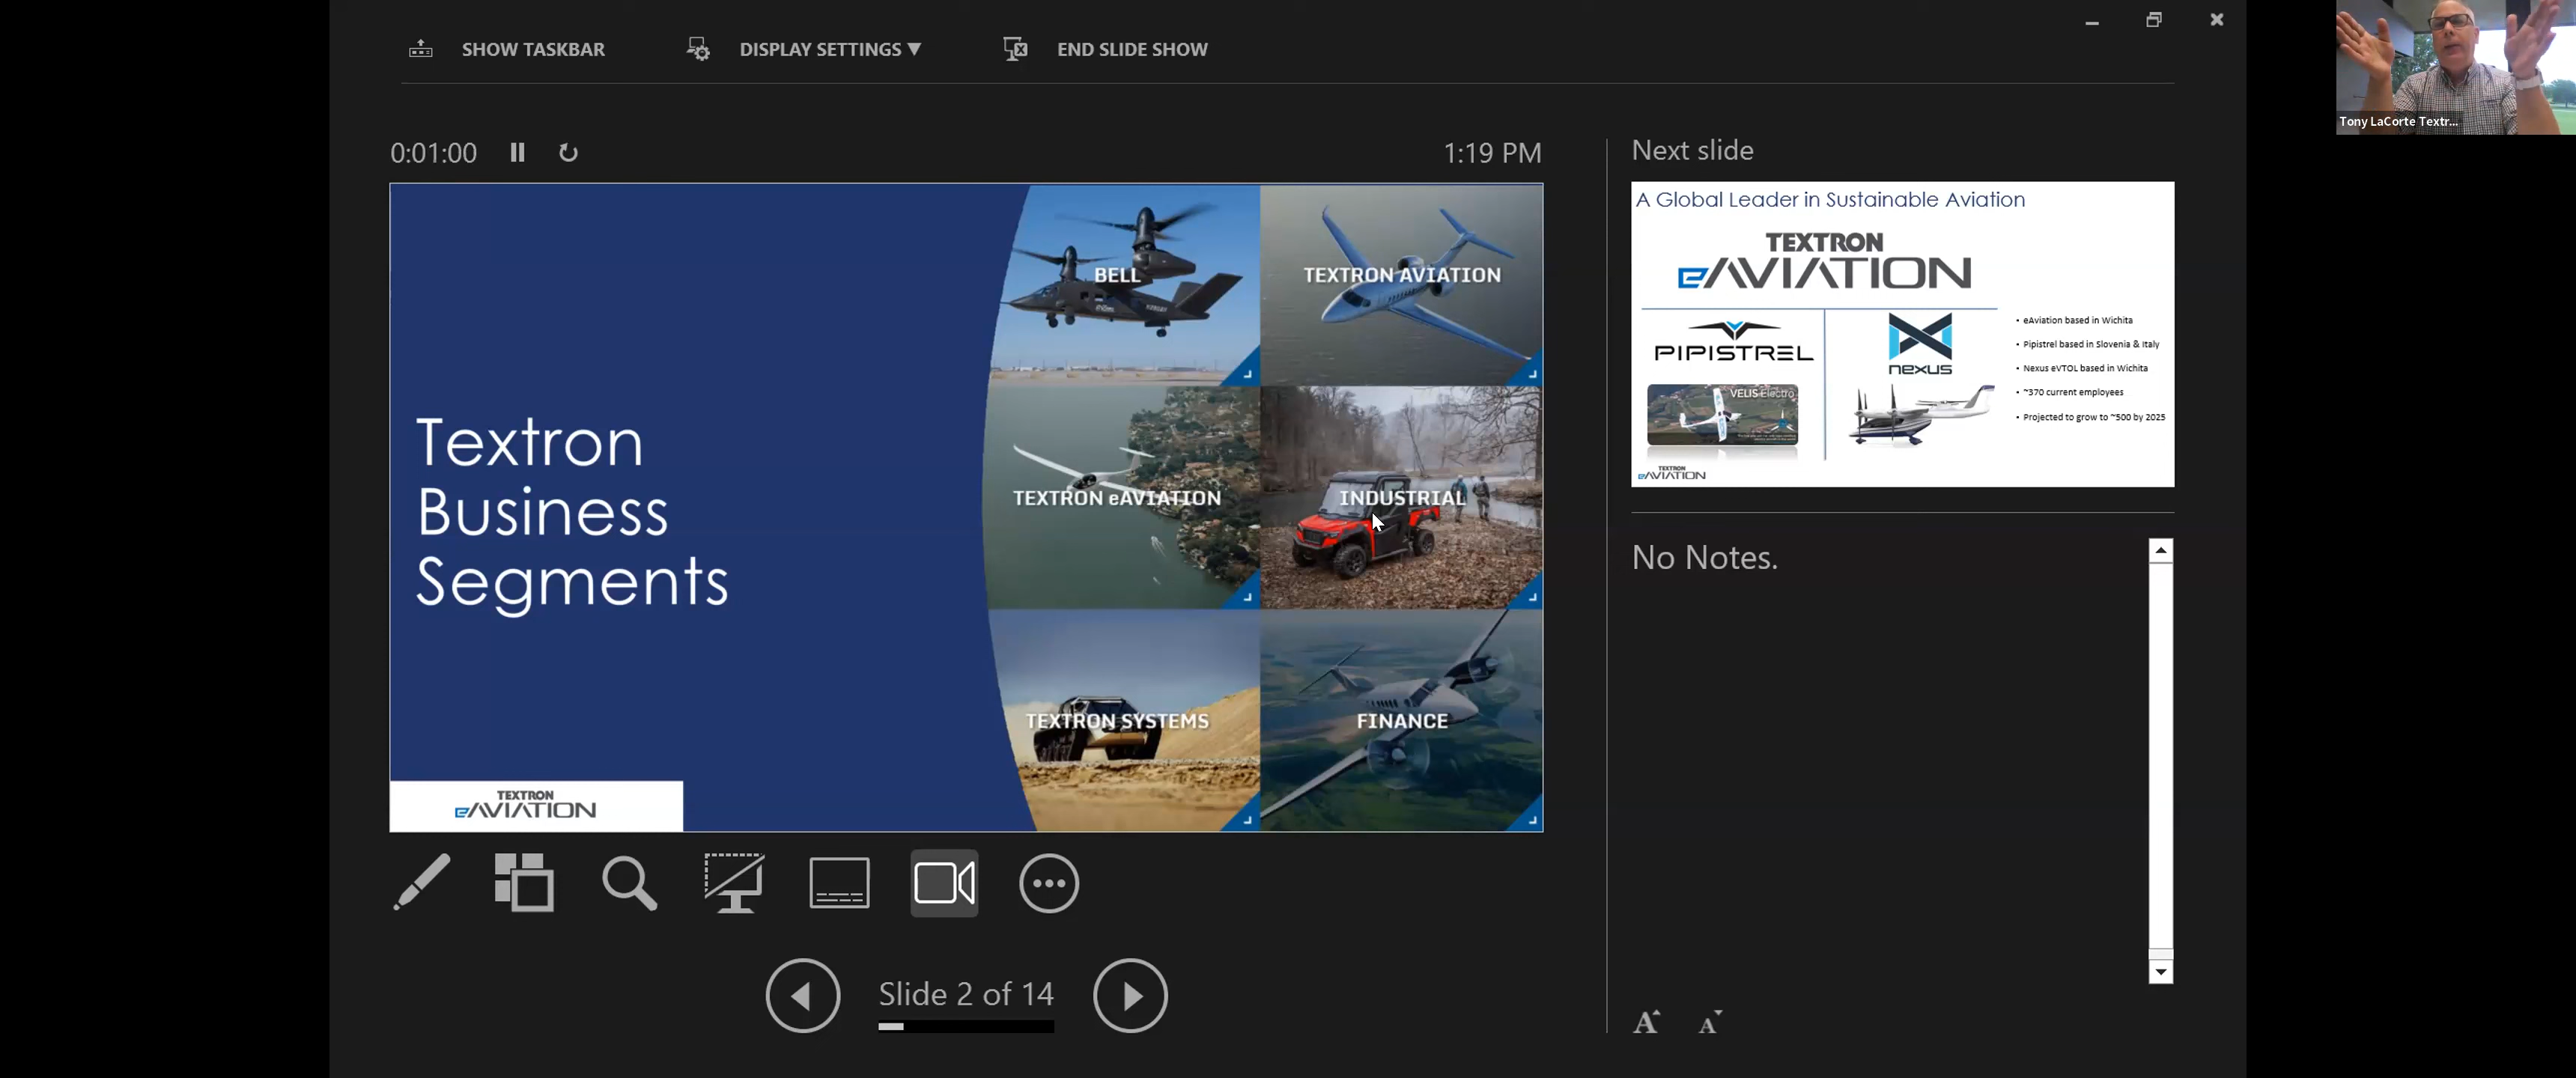 SHOW TASKBAR
DISPLAY SETTINGS ▼
END SLIDE SHOW
Tony LaCorte Textr...
0:01:00
1:19 PM
Textron
Business
Segments
TEXTRON
eAVIATION
BELL
TEXTRON AVIATION
TEXTRON eAVIATION
INDUSTRIAL
TEXTRON SYSTEMS
FINANCE
Slide 2 of 14
Next slide
A Global Leader in Sustainable Aviation
TEXTRON
eAVIATION
PIPISTREL
VELIS Electro
nexus
• eAviation based in Wichita
• Pipistrel based in Slovenia & Italy
• Nexus eVTOL based in Wichita
• ~370 current employees
• Projected to grow to ~500 by 2025
TEXTRON
eAVIATION
No Notes.
A
A